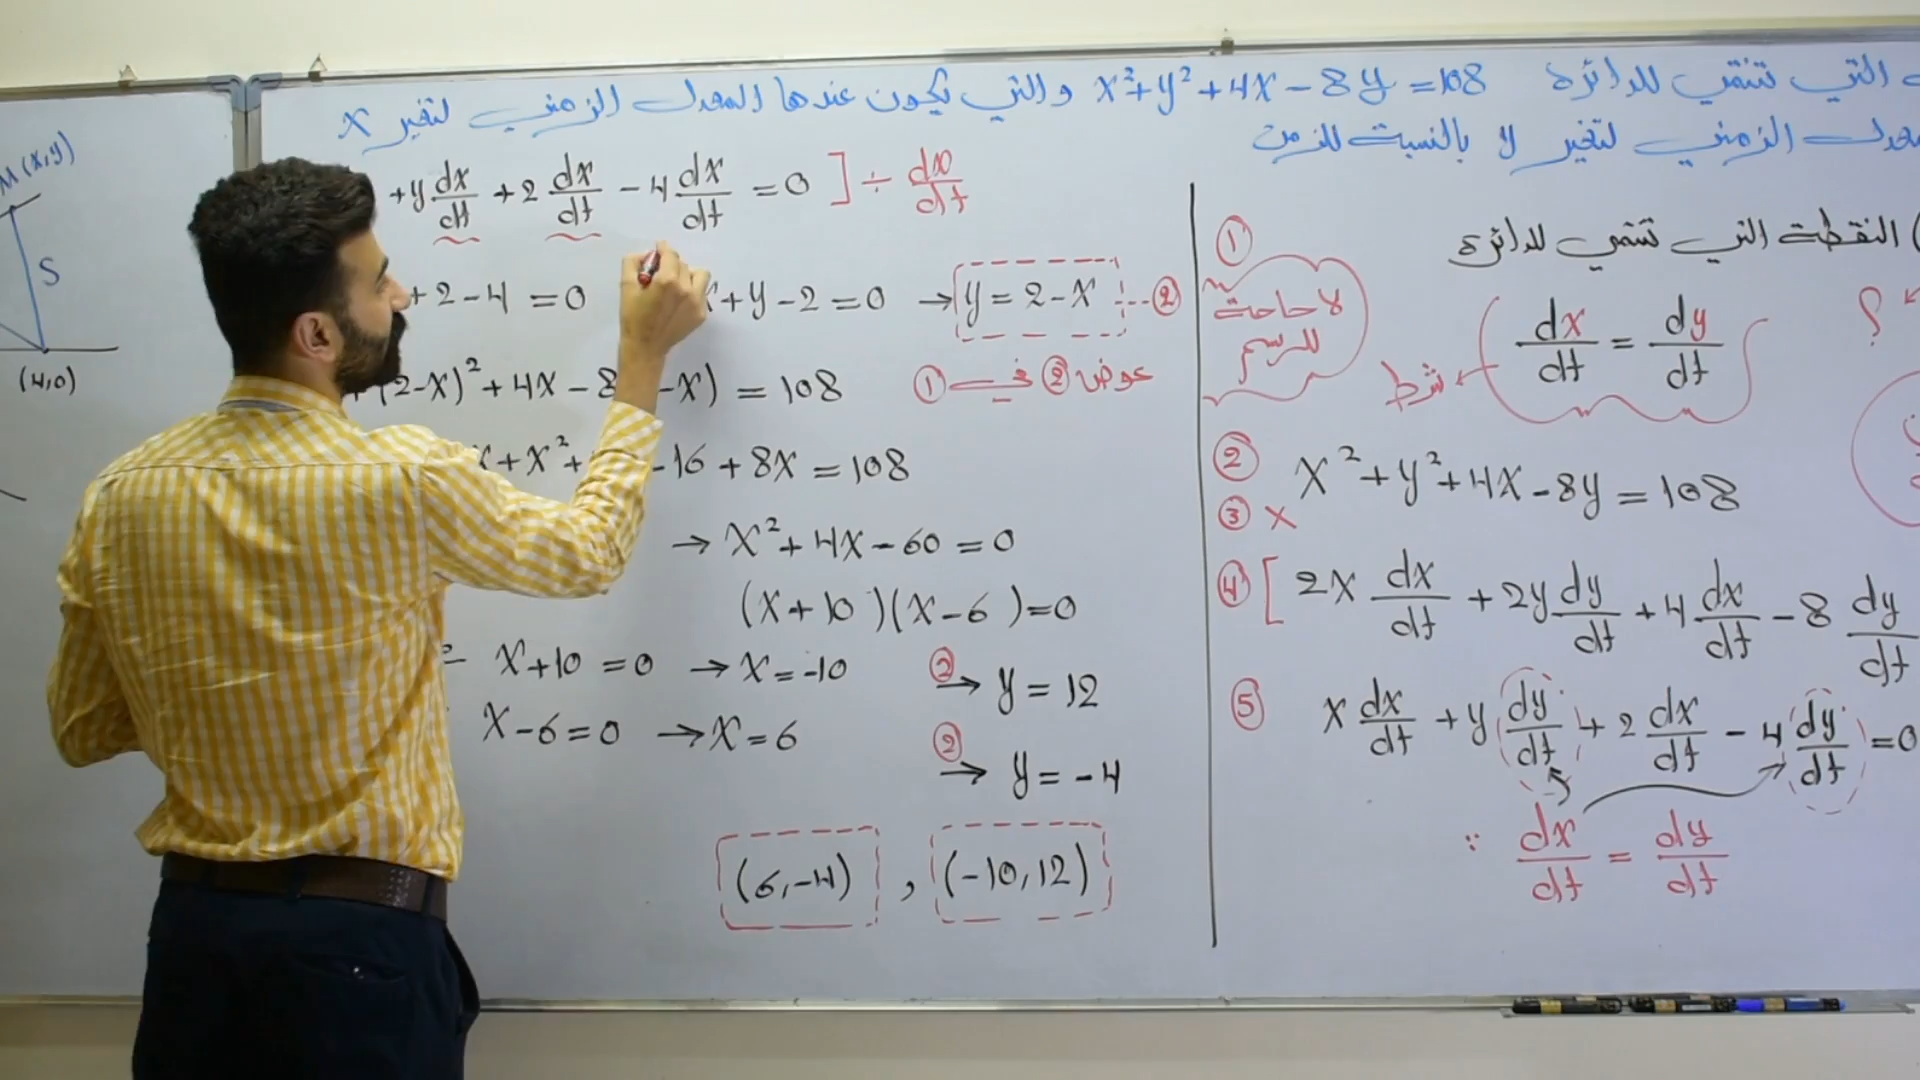 التي تنتمي للدائرة x²+y²+4x-8y=108 والتي يكون عندها المعدل الزمني لتغير x
الزمني لتغير y بالنسبة للزمن
M(x,y)
S
(4,0)
+y dx/dt +2 dx/dt -4 dx/dt =0 ] ÷ dx/dt
+2-4=0
x+y-2=0 → y=2-x ②
(2-x)²+4x-8 -x)=108 عوض ② في ①
x+x²+ -16+8x=108
→ x²+4x-60=0
(x+10)(x-6)=0
x+10=0 → x=-10 ② → y=12
x-6=0 → x=6 ② → y=-4
(6,-4) , (-10,12)
① النقطة التي تنتمي للدائرة
لا حاجة للرسم
شرط dx/dt = dy/dt ؟
② x²+y²+4x-8y=108
③ x
④ [ 2x dx/dt +2y dy/dt +4 dx/dt -8 dy/dt
⑤ x dx/dt +y dy/dt +2 dx/dt -4 dy/dt =0
∵ dx/dt = dy/dt